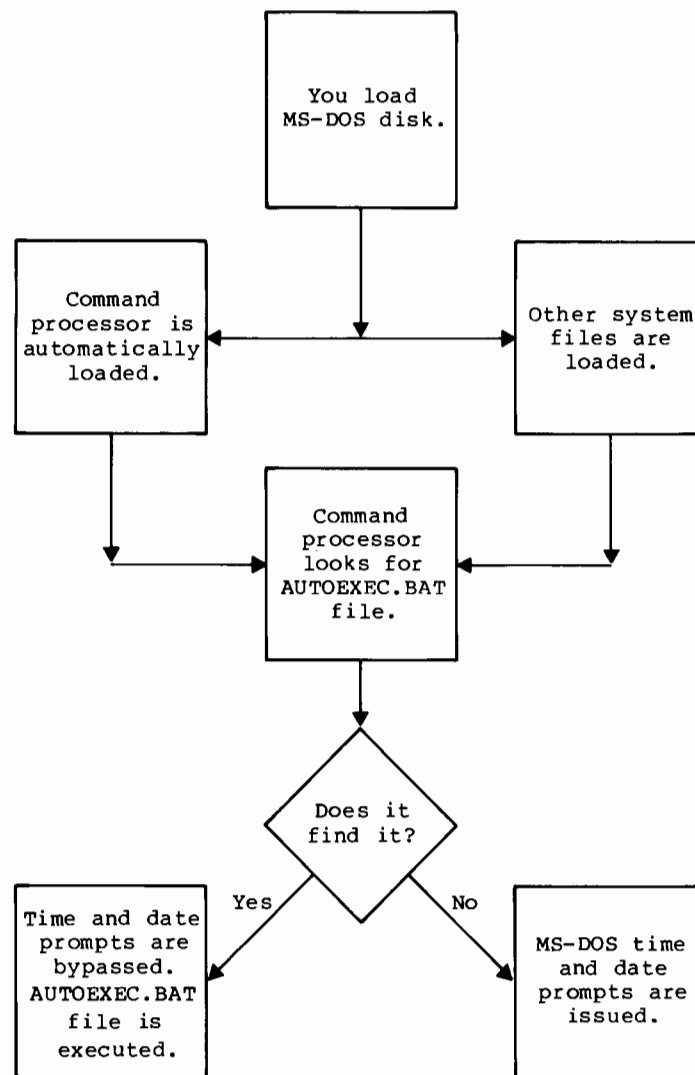 You load
MS-DOS disk.
Command
processor is
automatically
loaded.
Other system
files are
loaded.
Command
processor
looks for
AUTOEXEC.BAT
file.
Does it
find it?
Yes
No
Time and date
prompts are
bypassed.
AUTOEXEC.BAT
file is
executed.
MS-DOS time
and date
prompts are
issued.